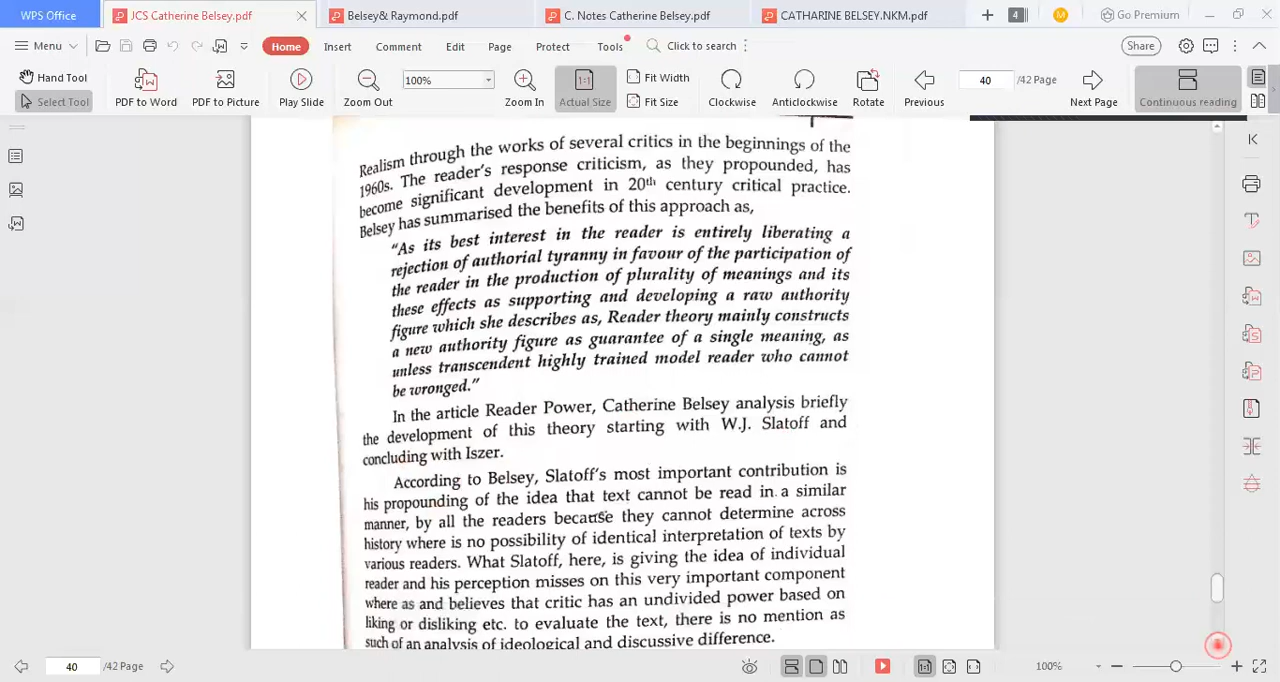 WPS Office
JCS Catherine Belsey.pdf
Belsey& Raymond.pdf
C. Notes Catherine Belsey.pdf
CATHARINE BELSEY.NKM.pdf
4
M
Go Premium
Menu
Home
Insert
Comment
Edit
Page
Protect
Tools
Click to search
Share
Hand Tool
Select Tool
PDF to Word
PDF to Picture
Play Slide
Zoom Out
100%
Zoom In
1:1
Actual Size
Fit Width
Fit Size
Clockwise
Anticlockwise
Rotate
Previous
40
/42 Page
Next Page
Continuous reading
Realism through the works of several critics in the beginnings of the
1960s. The reader's response criticism, as they propounded, has
become significant development in 20th century critical practice.
Belsey has summarised the benefits of this approach as,
"As its best interest in the reader is entirely liberating a
rejection of authorial tyranny in favour of the participation of
the reader in the production of plurality of meanings and its
these effects as supporting and developing a raw authority
figure which she describes as, Reader theory mainly constructs
a new authority figure as guarantee of a single meaning, as
unless transcendent highly trained model reader who cannot
be wronged."
In the article Reader Power, Catherine Belsey analysis briefly
the development of this theory starting with W.J. Slatoff and
concluding with Iszer.
According to Belsey, Slatoff's most important contribution is
his propounding of the idea that text cannot be read in a similar
manner, by all the readers because they cannot determine across
history where is no possibility of identical interpretation of texts by
various readers. What Slatoff, here, is giving the idea of individual
reader and his perception misses on this very important component
where as and believes that critic has an undivided power based on
liking or disliking etc. to evaluate the text, there is no mention as
such of an analysis of ideological and discussive difference.
40
/42 Page
1:1
100%